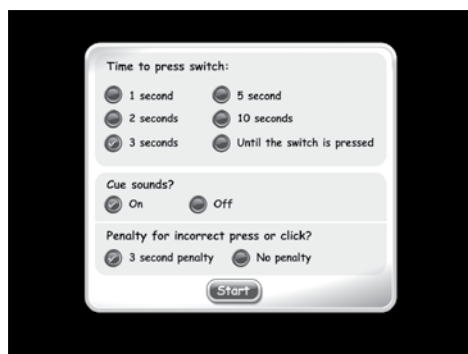 Time to press switch:
1 second 5 second
2 seconds 10 seconds
3 seconds Until the switch is pressed
Cue sounds?
On Off
Penalty for incorrect press or click?
3 second penalty No penalty
Start